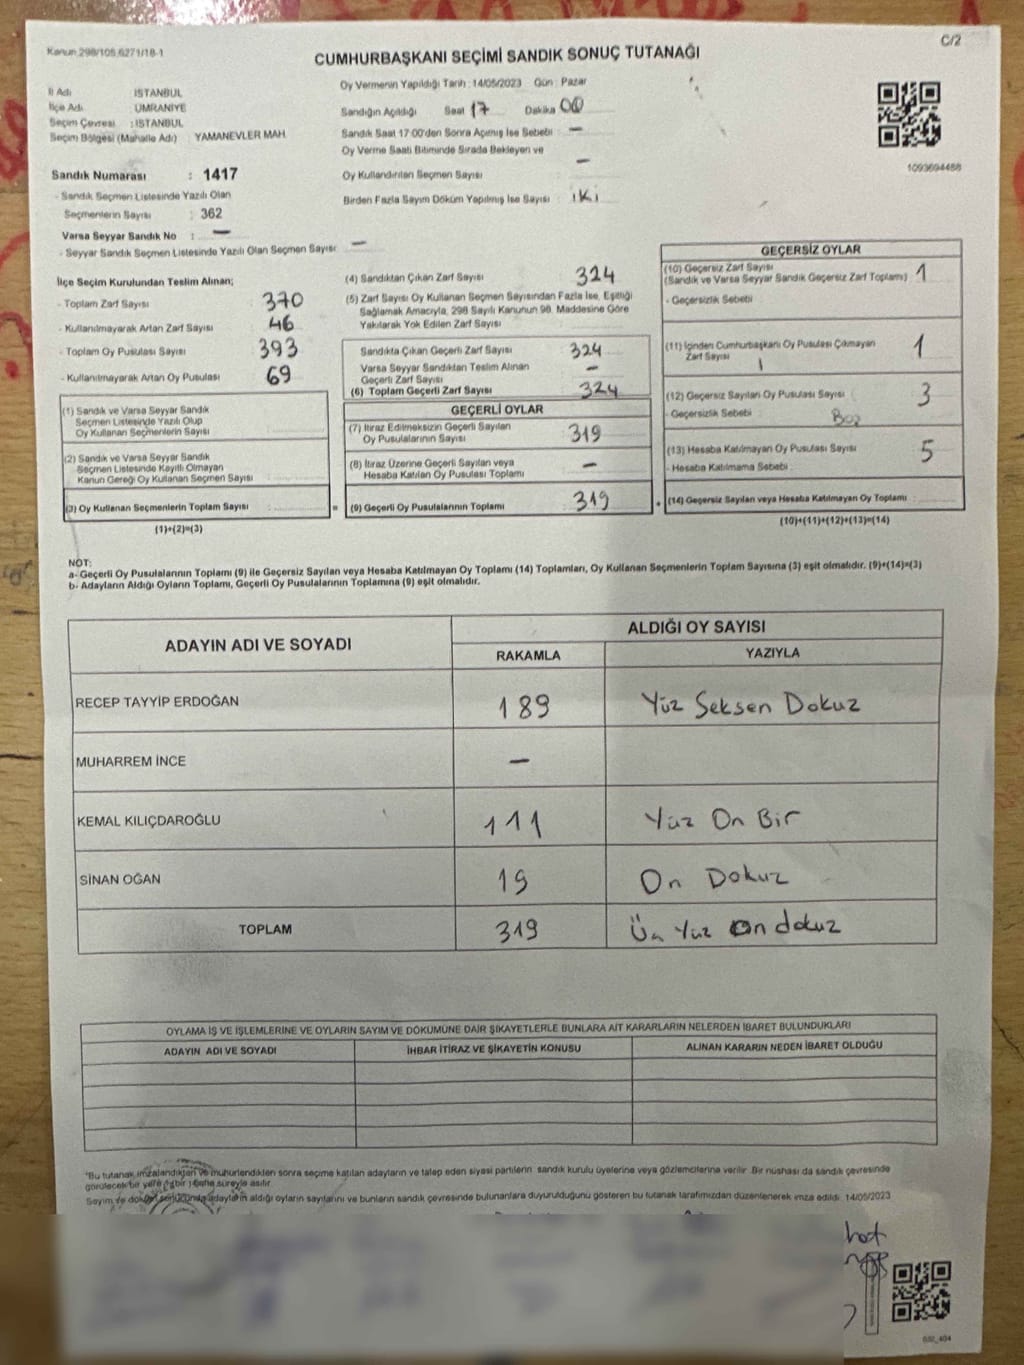 Kanun 298/105.6271/18-1
C/2
CUMHURBAŞKANI SEÇİMİ SANDIK SONUÇ TUTANAĞI
İl Adı İSTANBUL
İlçe Adı ÜMRANİYE
Seçim Çevresi : İSTANBUL
Seçim Bölgesi (Mahalle Adı) YAMANEVLER MAH.
Sandık Numarası : 1417
- Sandık Seçmen Listesinde Yazılı Olan
Seçmenlerin Sayısı : 362
Varsa Seyyar Sandık No : —
- Seyyar Sandık Seçmen Listesinde Yazılı Olan Seçmen Sayısı: —
Oy Vermenin Yapıldığı Tarih : 14/05/2023 Gün : Pazar
Sandığın Açıldığı Saat 17 Dakika 00
Sandık Saat 17:00'den Sonra Açılmış İse Sebebi —
Oy Verme Saati Bitiminde Sırada Bekleyen ve
Oy Kullandırılan Seçmen Sayısı —
Birden Fazla Sayım Döküm Yapılmış İse Sayısı iki
1093694488
İlçe Seçim Kurulundan Teslim Alınan;
- Toplam Zarf Sayısı : 370
- Kullanılmayarak Artan Zarf Sayısı : 46
- Toplam Oy Pusulası Sayısı : 393
- Kullanılmayarak Artan Oy Pusulası : 69
(1) Sandık ve Varsa Seyyar Sandık
Seçmen Listesinde Yazılı Olup
Oy Kullanan Seçmenlerin Sayısı
(2) Sandık ve Varsa Seyyar Sandık
Seçmen Listesinde Kayıtlı Olmayan
Kanun Gereği Oy Kullanan Seçmen Sayısı
(3) Oy Kullanan Seçmenlerin Toplam Sayısı
(1)+(2)=(3)
=
(4) Sandıktan Çıkan Zarf Sayısı 324
(5) Zarf Sayısı Oy Kullanan Seçmen Sayısından Fazla İse, Eşitliği
Sağlamak Amacıyla, 298 Sayılı Kanunun 98. Maddesine Göre
Yakılarak Yok Edilen Zarf Sayısı
Sandıkta Çıkan Geçerli Zarf Sayısı 324
Varsa Seyyar Sandıktan Teslim Alınan
Geçerli Zarf Sayısı —
(6) Toplam Geçerli Zarf Sayısı 324
GEÇERLİ OYLAR
(7) İtiraz Edilmeksizin Geçerli Sayılan
Oy Pusulalarının Sayısı 319
(8) İtiraz Üzerine Geçerli Sayılan veya
Hesaba Katılan Oy Pusulası Toplamı —
(9) Geçerli Oy Pusulalarının Toplamı 319
+
GEÇERSİZ OYLAR
(10) Geçersiz Zarf Sayısı
(Sandık ve Varsa Seyyar Sandık Geçersiz Zarf Toplamı) 1
- Geçersizlik Sebebi
(11) İçinden Cumhurbaşkanı Oy Pusulası Çıkmayan
Zarf Sayısı 1
(12) Geçersiz Sayılan Oy Pusulası Sayısı 3
- Geçersizlik Sebebi Boş
(13) Hesaba Katılmayan Oy Pusulası Sayısı 5
- Hesaba Katılmama Sebebi
(14) Geçersiz Sayılan veya Hesaba Katılmayan Oy Toplamı
(10)+(11)+(12)+(13)=(14)
NOT:
a- Geçerli Oy Pusulalarının Toplamı (9) ile Geçersiz Sayılan veya Hesaba Katılmayan Oy Toplamı (14) Toplamları, Oy Kullanan Seçmenlerin Toplam Sayısına (3) eşit olmalıdır. (9)+(14)=(3)
b- Adayların Aldığı Oyların Toplamı, Geçerli Oy Pusulalarının Toplamına (9) eşit olmalıdır.
ADAYIN ADI VE SOYADI ALDIĞI OY SAYISI
RAKAMLA YAZIYLA
RECEP TAYYİP ERDOĞAN 189 Yüz Seksen Dokuz
MUHARREM İNCE —
KEMAL KILIÇDAROĞLU 111 Yüz On Bir
SİNAN OĞAN 19 On Dokuz
TOPLAM 319 Üç Yüz On dokuz
OYLAMA İŞ VE İŞLEMLERİNE VE OYLARIN SAYIM VE DÖKÜMÜNE DAİR ŞİKAYETLERLE BUNLARA AİT KARARLARIN NELERDEN İBARET BULUNDUKLARI
ADAYIN ADI VE SOYADI İHBAR İTİRAZ VE ŞİKAYETİN KONUSU ALINAN KARARIN NEDEN İBARET OLDUĞU
*Bu tutanak imzalandıktan ve mühürlendikten sonra seçime katılan adayların ve talep eden siyasi partilerin sandık kurulu üyelerine veya gözlemcilerine verilir. Bir nüshası da sandık çevresinde
görülecek bir yere bir hafta süreyle asılır.
Sayım ve döküm sonucunda adayların aldığı oyların sayılarını ve bunların sandık çevresinde bulunanlara duyurulduğunu gösteren bu tutanak tarafımızdan düzenlenerek imza edildi. 14/05/2023